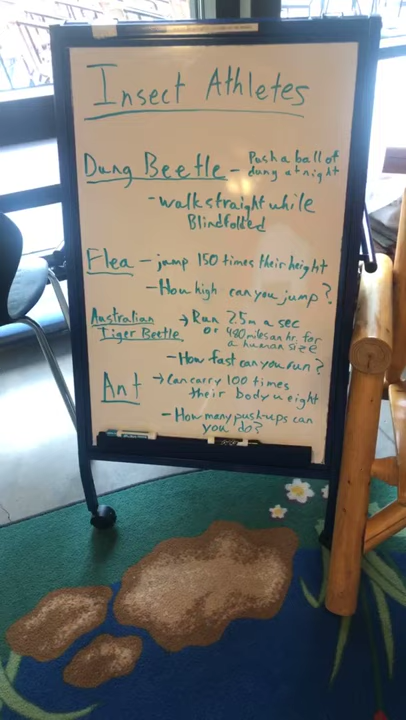 Insect Athletes
Dung Beetle - Push a ball of
dung at night
- walk straight while
Blindfolded
Flea - jump 150 times their height
- How high can you jump?
Australian
Tiger Beetle
→ Run 2.5m a sec
or 480 miles an hr. for
a human size
- How fast can you run?
Ant → Can carry 100 times
their body weight
- How many push-ups can
you do?